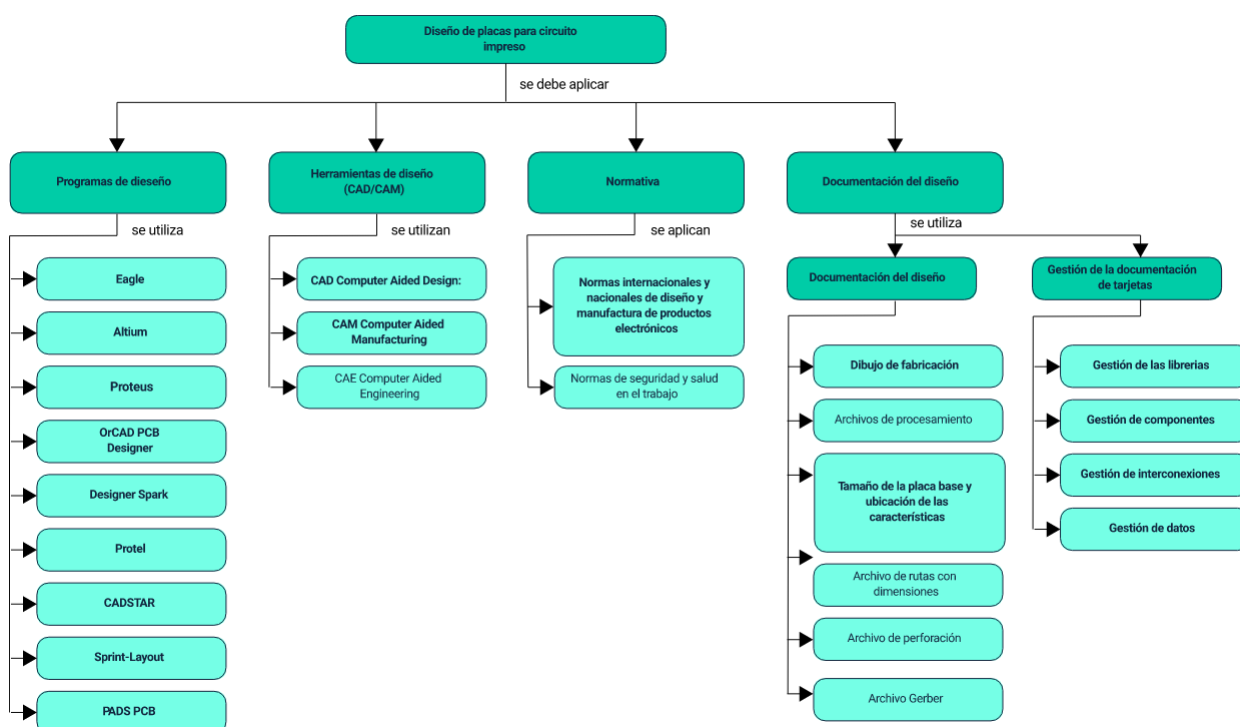 Diseño de placas para circuito
impreso
se debe aplicar
Programas de dieseño
Herramientas de diseño
(CAD/CAM)
Normativa
Documentación del diseño
se utiliza
se utilizan
se aplican
se utiliza
Eagle
Altium
Proteus
OrCAD PCB
Designer
Designer Spark
Protel
CADSTAR
Sprint-Layout
PADS PCB
CAD Computer Aided Design:
CAM Computer Aided
Manufacturing
CAE Computer Aided
Engineering
Normas internacionales y
nacionales de diseño y
manufactura de productos
electrónicos
Normas de seguridad y salud
en el trabajo
Documentación del diseño
Dibujo de fabricación
Archivos de procesamiento
Tamaño de la placa base y
ubicación de las
características
Archivo de rutas con
dimensiones
Archivo de perforación
Archivo Gerber
Gestión de la documentación
de tarjetas
Gestión de las librerias
Gestión de componentes
Gestión de interconexiones
Gestión de datos